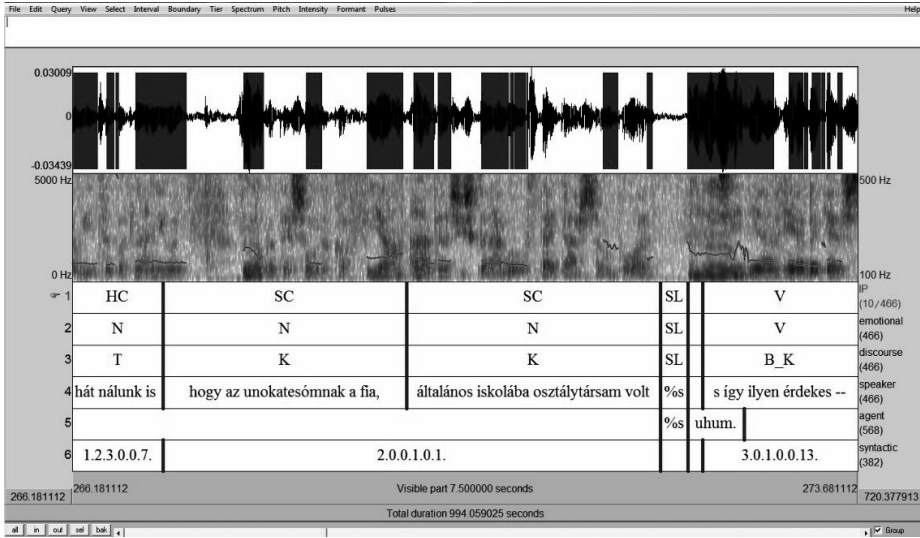 File Edit Query View Select Interval Boundary Tier Spectrum Pitch Intensity Formant Pulses Help
0.03009
0
-0.03439
5000 Hz 500 Hz
0 Hz 100 Hz
1 HC SC SC SL V IP (10/466)
2 N N N SL V emotional (466)
3 T K K SL B_K discourse (466)
4 hát nálunk is hogy az unokatesómnak a fia, általános iskolába osztálytársam volt %s s így ilyen érdekes -- speaker (466)
5 %s uhum. agent (568)
6 1.2.3.0.0.7. 2.0.0.1.0.1. 3.0.1.0.0.13. syntactic (382)
266.181112 266.181112 Visible part 7.500000 seconds 273.681112 720.377913
Total duration 994.059025 seconds
all in out sel bak Group